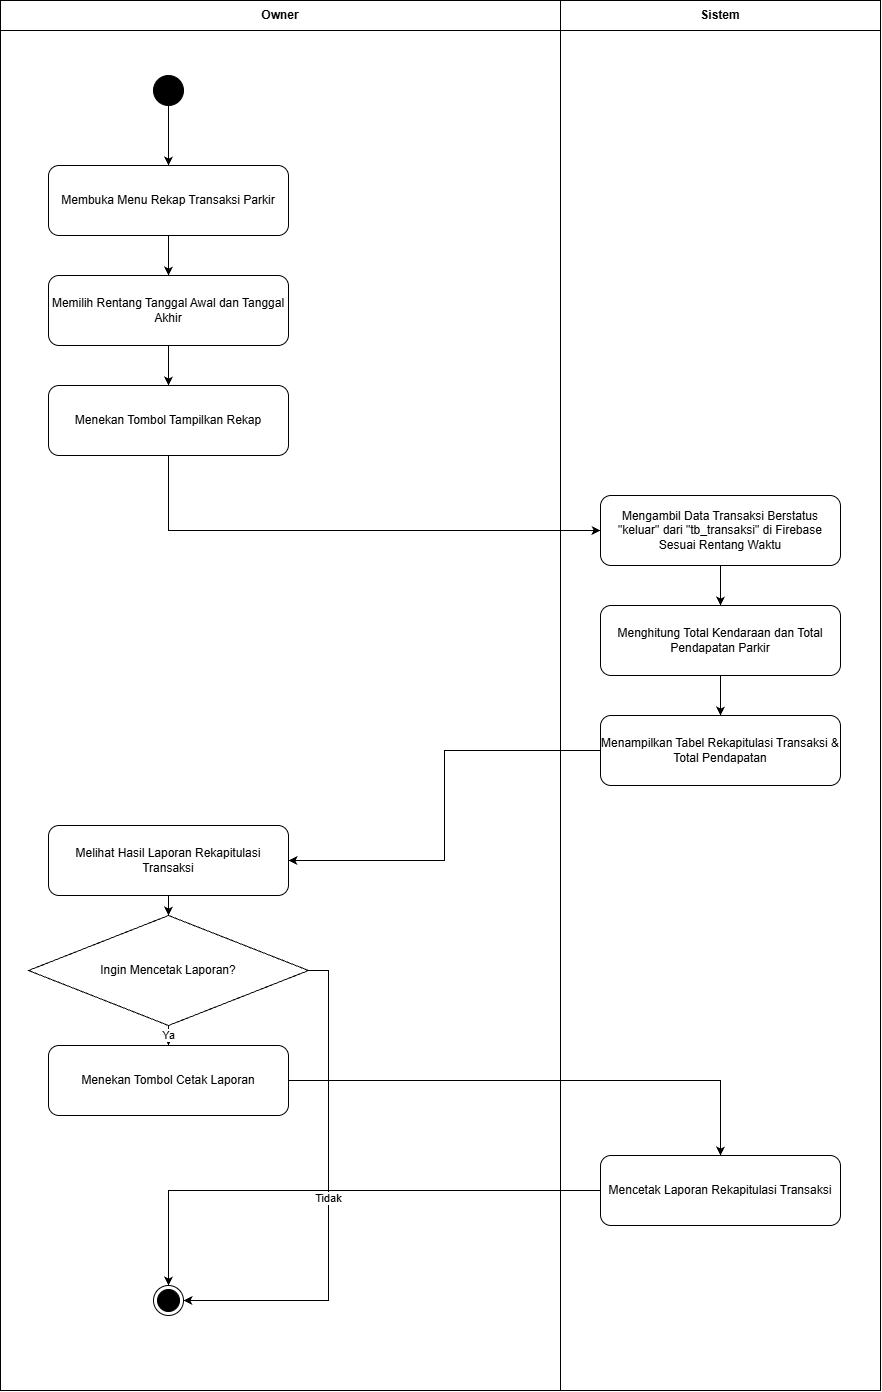 Owner
Sistem
Membuka Menu Rekap Transaksi Parkir
Memilih Rentang Tanggal Awal dan Tanggal
Akhir
Menekan Tombol Tampilkan Rekap
Mengambil Data Transaksi Berstatus
"keluar" dari "tb_transaksi" di Firebase
Sesuai Rentang Waktu
Menghitung Total Kendaraan dan Total
Pendapatan Parkir
Menampilkan Tabel Rekapitulasi Transaksi &
Total Pendapatan
Melihat Hasil Laporan Rekapitulasi
Transaksi
Ingin Mencetak Laporan?
Ya
Menekan Tombol Cetak Laporan
Mencetak Laporan Rekapitulasi Transaksi
Tidak